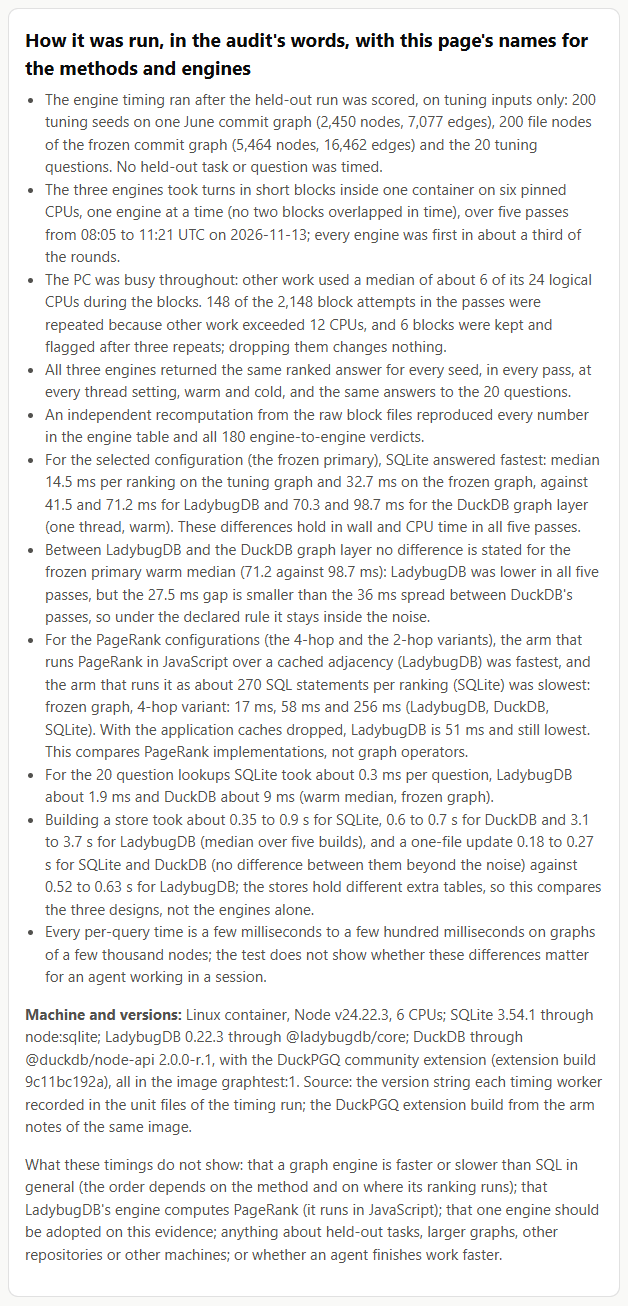 How it was run, in the audit's words, with this page's names for
the methods and engines
• The engine timing ran after the held-out run was scored, on tuning inputs only: 200
tuning seeds on one June commit graph (2,450 nodes, 7,077 edges), 200 file nodes
of the frozen commit graph (5,464 nodes, 16,462 edges) and the 20 tuning
questions. No held-out task or question was timed.
• The three engines took turns in short blocks inside one container on six pinned
CPUs, one engine at a time (no two blocks overlapped in time), over five passes
from 08:05 to 11:21 UTC on 2026-11-13; every engine was first in about a third of
the rounds.
• The PC was busy throughout: other work used a median of about 6 of its 24 logical
CPUs during the blocks. 148 of the 2,148 block attempts in the passes were
repeated because other work exceeded 12 CPUs, and 6 blocks were kept and
flagged after three repeats; dropping them changes nothing.
• All three engines returned the same ranked answer for every seed, in every pass, at
every thread setting, warm and cold, and the same answers to the 20 questions.
• An independent recomputation from the raw block files reproduced every number
in the engine table and all 180 engine-to-engine verdicts.
• For the selected configuration (the frozen primary), SQLite answered fastest: median
14.5 ms per ranking on the tuning graph and 32.7 ms on the frozen graph, against
41.5 and 71.2 ms for LadybugDB and 70.3 and 98.7 ms for the DuckDB graph layer
(one thread, warm). These differences hold in wall and CPU time in all five passes.
• Between LadybugDB and the DuckDB graph layer no difference is stated for the
frozen primary warm median (71.2 against 98.7 ms): LadybugDB was lower in all five
passes, but the 27.5 ms gap is smaller than the 36 ms spread between DuckDB's
passes, so under the declared rule it stays inside the noise.
• For the PageRank configurations (the 4-hop and the 2-hop variants), the arm that
runs PageRank in JavaScript over a cached adjacency (LadybugDB) was fastest, and
the arm that runs it as about 270 SQL statements per ranking (SQLite) was slowest:
frozen graph, 4-hop variant: 17 ms, 58 ms and 256 ms (LadybugDB, DuckDB,
SQLite). With the application caches dropped, LadybugDB is 51 ms and still lowest.
This compares PageRank implementations, not graph operators.
• For the 20 question lookups SQLite took about 0.3 ms per question, LadybugDB
about 1.9 ms and DuckDB about 9 ms (warm median, frozen graph).
• Building a store took about 0.35 to 0.9 s for SQLite, 0.6 to 0.7 s for DuckDB and 3.1
to 3.7 s for LadybugDB (median over five builds), and a one-file update 0.18 to 0.27
s for SQLite and DuckDB (no difference between them beyond the noise) against
0.52 to 0.63 s for LadybugDB; the stores hold different extra tables, so this compares
the three designs, not the engines alone.
• Every per-query time is a few milliseconds to a few hundred milliseconds on graphs
of a few thousand nodes; the test does not show whether these differences matter
for an agent working in a session.
Machine and versions: Linux container, Node v24.22.3, 6 CPUs; SQLite 3.54.1 through
node:sqlite; LadybugDB 0.22.3 through @ladybugdb/core; DuckDB through
@duckdb/node-api 2.0.0-r.1, with the DuckPGQ community extension (extension build
9c11bc192a), all in the image graphtest:1. Source: the version string each timing worker
recorded in the unit files of the timing run; the DuckPGQ extension build from the arm
notes of the same image.
What these timings do not show: that a graph engine is faster or slower than SQL in
general (the order depends on the method and on where its ranking runs); that
LadybugDB's engine computes PageRank (it runs in JavaScript); that one engine should
be adopted on this evidence; anything about held-out tasks, larger graphs, other
repositories or other machines; or whether an agent finishes work faster.